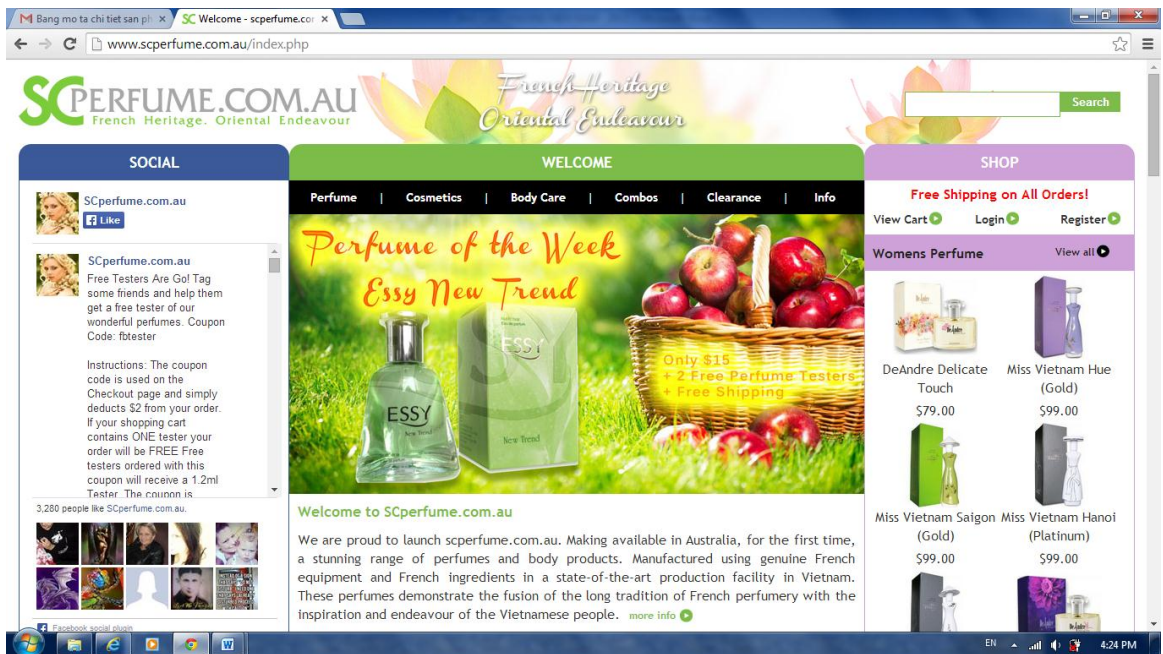 Bang mo ta chi tiet san ph
SC Welcome - scperfume.cor
www.scperfume.com.au/index.php
SCPERFUME.COM.AU
French Heritage. Oriental Endeavour
French Heritage
Oriental Endeavour
Search
SOCIAL
SCperfume.com.au
Like
SCperfume.com.au
Free Testers Are Go! Tag
some friends and help them
get a free tester of our
wonderful perfumes. Coupon
Code: fbtester
Instructions: The coupon
code is used on the
Checkout page and simply
deducts $2 from your order.
If your shopping cart
contains ONE tester your
order will be FREE Free
testers ordered with this
coupon will receive a 1.2ml
Tester. The coupon is
3,280 people like SCperfume.com.au.
Facebook social plugin
WELCOME
Perfume | Cosmetics | Body Care | Combos | Clearance | Info
Perfume of the Week
Essy New Trend
ESSY
New Trend
ESSY
New Trend
Only $15
+ 2 Free Perfume Testers
+ Free Shipping
Welcome to SCperfume.com.au
We are proud to launch scperfume.com.au. Making available in Australia, for the first time,
a stunning range of perfumes and body products. Manufactured using genuine French
equipment and French ingredients in a state-of-the-art production facility in Vietnam.
These perfumes demonstrate the fusion of the long tradition of French perfumery with the
inspiration and endeavour of the Vietnamese people. more info
SHOP
Free Shipping on All Orders!
View Cart Login Register
Womens Perfume View all
DeAndre Delicate
Touch
$79.00
Miss Vietnam Hue
(Gold)
$99.00
Miss Vietnam Saigon
(Gold)
$99.00
Miss Vietnam Hanoi
(Platinum)
$99.00
EN
4:24 PM